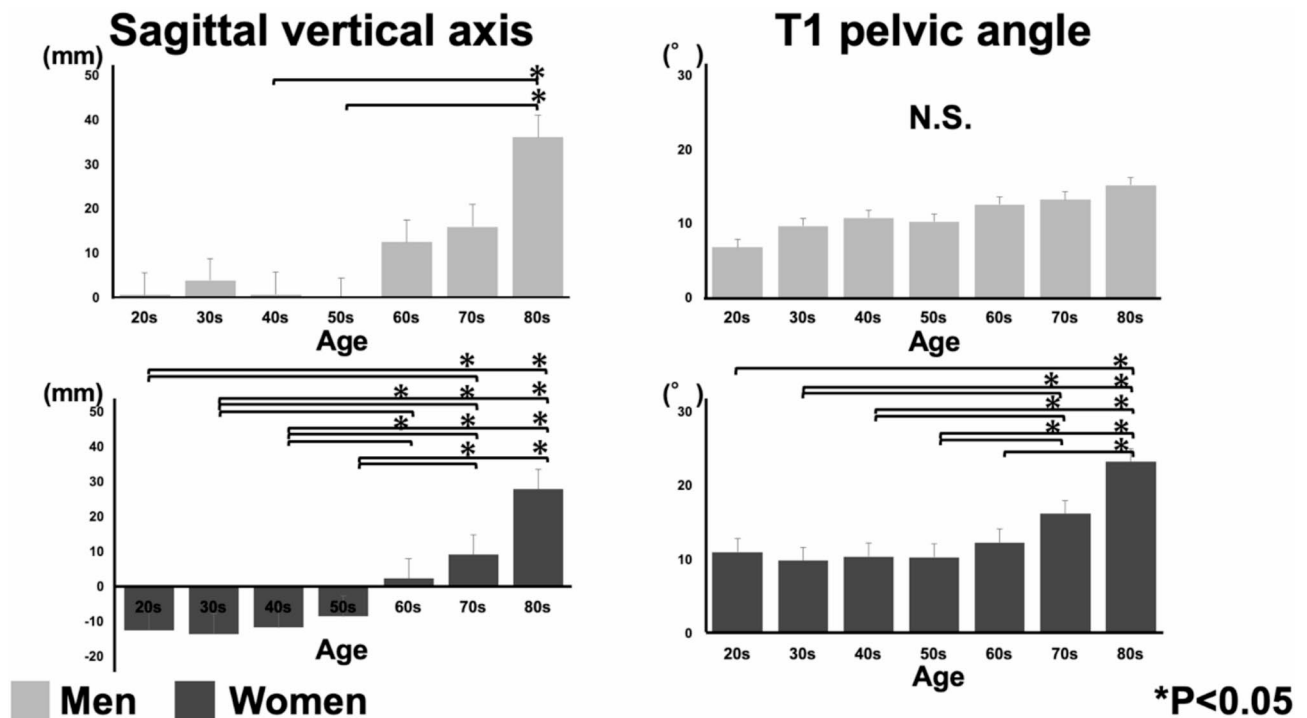 Sagittal vertical axis
(mm)
50
40
30
20
10
0
*
*
20s 30s 40s 50s 60s 70s 80s
Age
T1 pelvic angle
(°)
30
20
10
0
N.S.
20s 30s 40s 50s 60s 70s 80s
Age
(mm)
50
40
30
20
10
0
-10
-20
* *
* * *
* * *
* *
20s 30s 40s 50s 60s 70s 80s
Age
(°)
30
20
10
0
*
* *
* *
* *
*
20s 30s 40s 50s 60s 70s 80s
Age
Men Women
*P<0.05